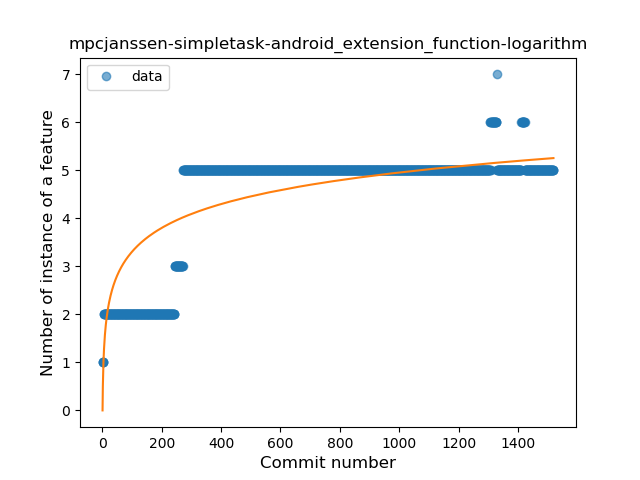 mpcjanssen-simpletask-android_extension_function-logarithm
data
Number of instance of a feature
7
6
5
4
3
2
1
0
0 200 400 600 800 1000 1200 1400
Commit number